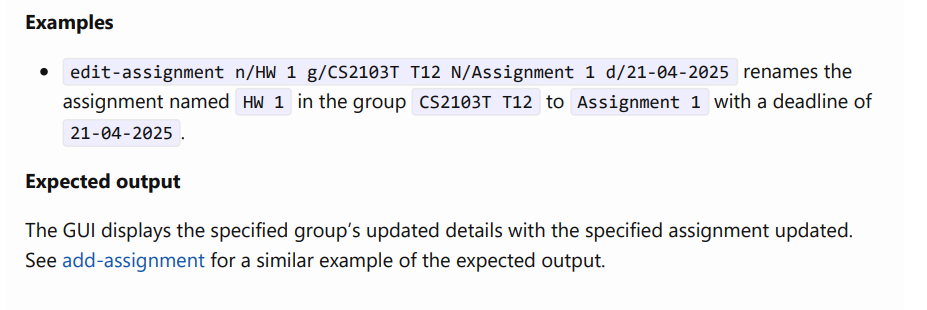 Examples
• edit-assignment n/HW 1 g/CS2103T T12 N/Assignment 1 d/21-04-2025 renames the
assignment named HW 1 in the group CS2103T T12 to Assignment 1 with a deadline of
21-04-2025.
Expected output
The GUI displays the specified group’s updated details with the specified assignment updated.
See add-assignment for a similar example of the expected output.